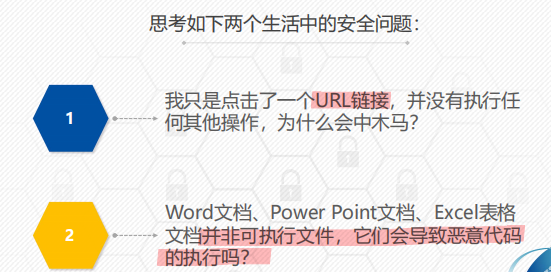 思考如下两个生活中的安全问题：
1
我只是点击了一个URL链接，并没有执行任
何其他操作，为什么会中木马？
2
Word文档、Power Point文档、Excel表格
文档并非可执行文件，它们会导致恶意代码
的执行吗？